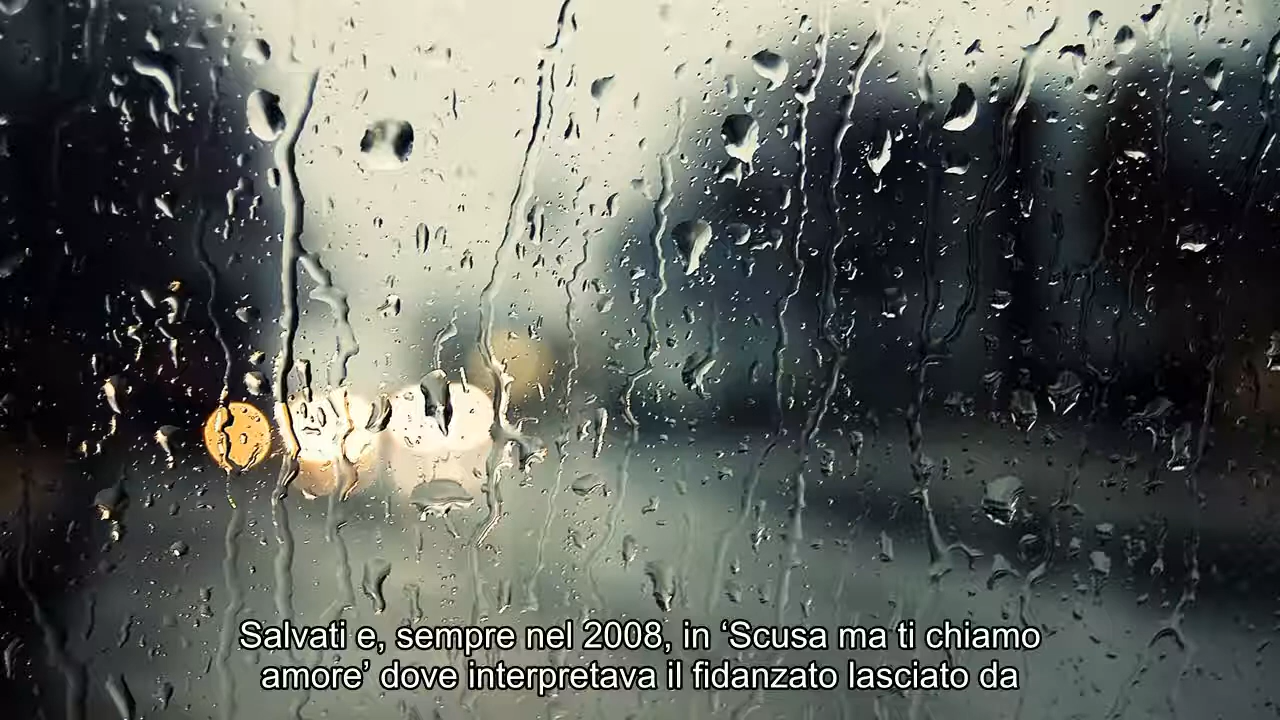 Salvati e, sempre nel 2008, in ‘Scusa ma ti chiamo
amore’ dove interpretava il fidanzato lasciato da